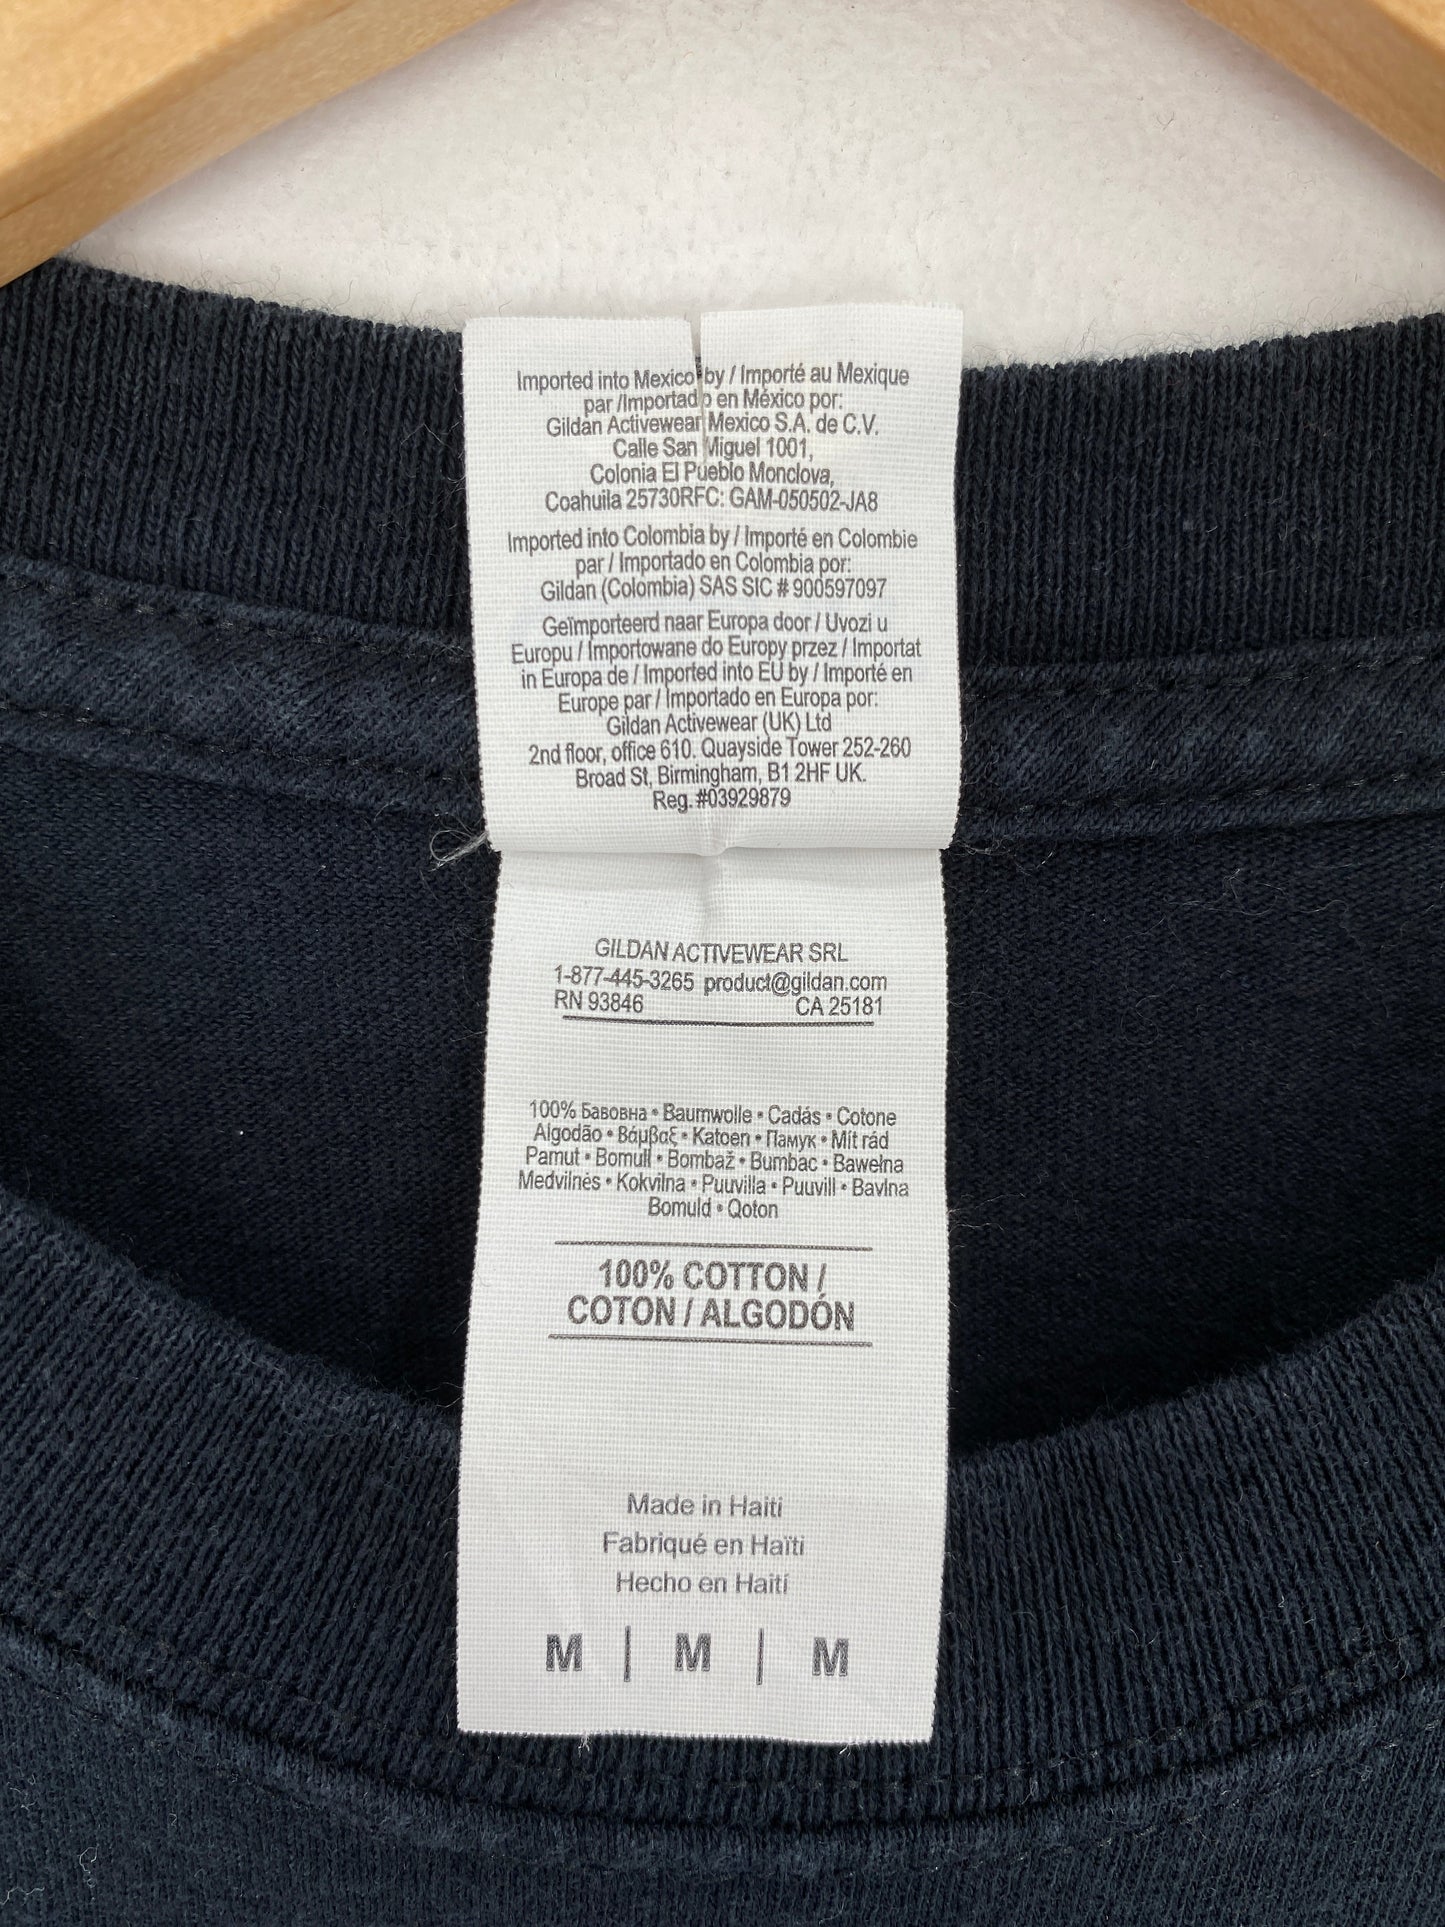 Imported into Mexico by / Importé au Mexique
par /Importado en México por:
Gildan Activewear Mexico S.A. de C.V.
Calle San Miguel 1001,
Colonia El Pueblo Monclova,
Coahuila 25730RFC: GAM-050502-JA8
Imported into Colombia by / Importé en Colombie
par / Importado en Colombia por:
Gildan (Colombia) SAS SIC # 900597097
Geïmporteerd naar Europa door / Uvozi u
Europu / Importowane do Europy przez / Importat
in Europa de / Imported into EU by / Importé en
Europe par / Importado en Europa por:
Gildan Activewear (UK) Ltd
2nd floor, office 610. Quayside Tower 252-260
Broad St, Birmingham, B1 2HF UK.
Reg. #03929879
GILDAN ACTIVEWEAR SRL
1-877-445-3265 product@gildan.com
RN 93846 CA 25181
100% Бавовна • Baumwolle • Cadás • Cotone
Algodão • Βάμβαξ • Katoen • Памук • Mít rád
Pamut • Bomull • Bombaž • Bumbac • Bawełna
Medvilnės • Kokvilna • Puuvilla • Puuvill • Bavlna
Bomuld • Qoton
100% COTTON /
COTON / ALGODÓN
Made in Haiti
Fabriqué en Haïti
Hecho en Haití
M | M | M